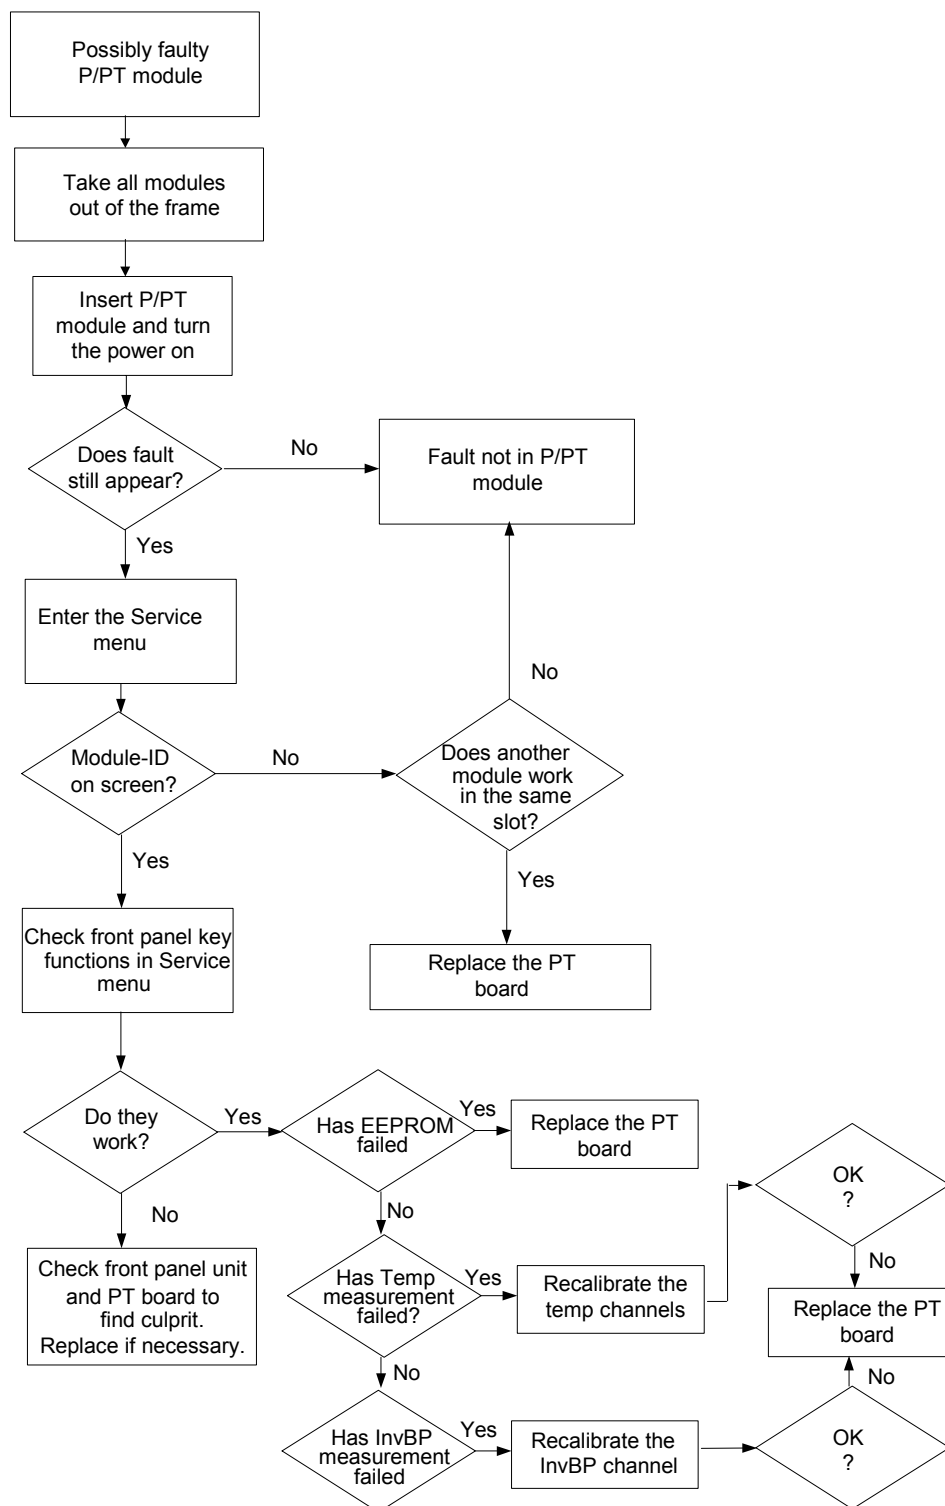 Possibly faulty
P/PT module
Take all modules
out of the frame
Insert P/PT
module and turn
the power on
Does fault
still appear?
No
Fault not in P/PT
module
Yes
Enter the Service
menu
No
Module-ID
on screen?
No
Does another
module work
in the same
slot?
Yes
Yes
Check front panel key
functions in Service
menu
Replace the PT
board
Do they
work?
Yes
Has EEPROM
failed
Yes
Replace the PT
board
OK
?
No
No
No
Check front panel unit
and PT board to
find culprit.
Replace if necessary.
Has Temp
measurement
failed?
Yes
Recalibrate the
temp channels
Replace the PT
board
No
No
Has InvBP
measurement
failed
Yes
Recalibrate the
InvBP channel
OK
?